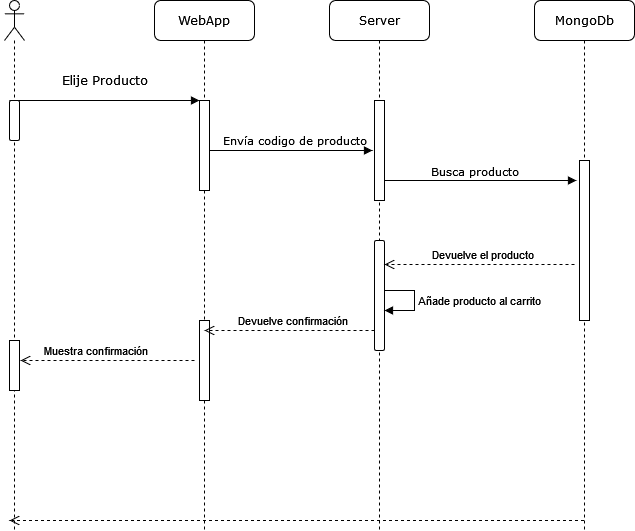 WebApp
Server
MongoDb
Elije Producto
Envía codigo de producto
Busca producto
Devuelve el producto
Añade producto al carrito
Devuelve confirmación
Muestra confirmación